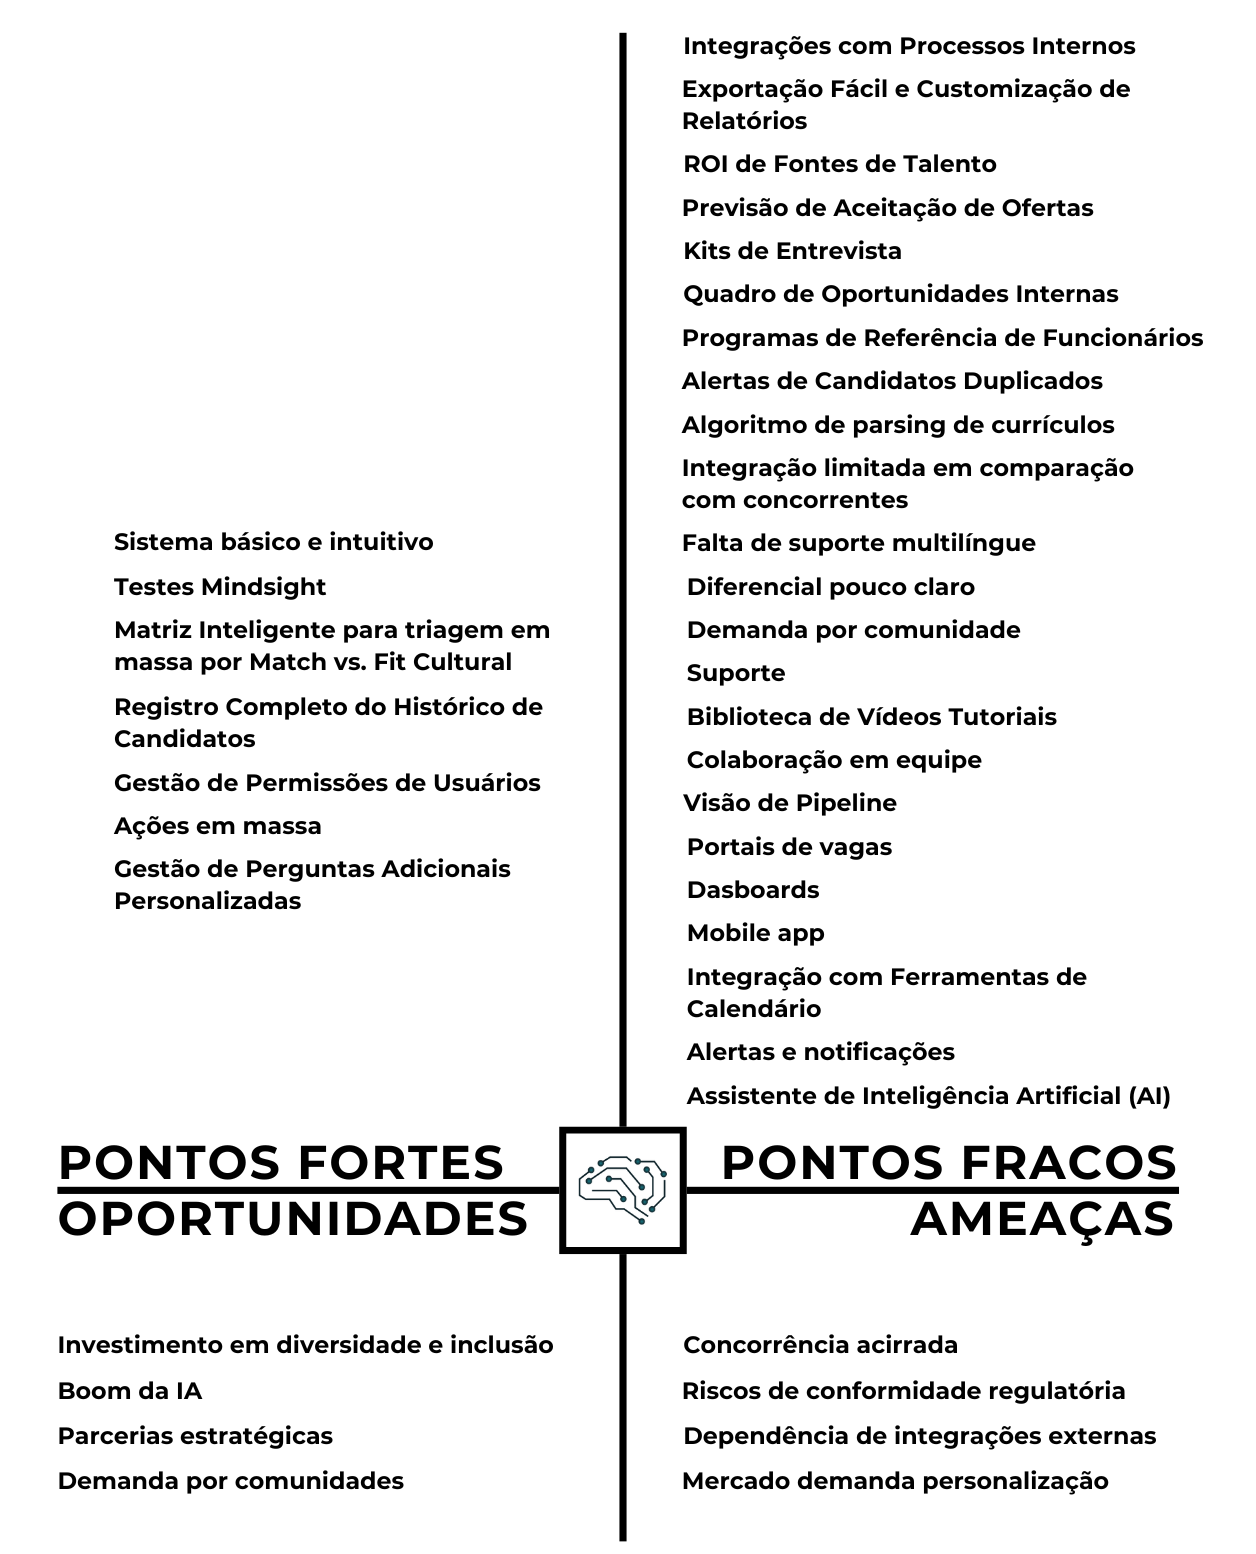 Sistema básico e intuitivo
Testes Mindsight
Matriz Inteligente para triagem em
massa por Match vs. Fit Cultural
Registro Completo do Histórico de
Candidatos
Gestão de Permissões de Usuários
Ações em massa
Gestão de Perguntas Adicionais
Personalizadas
PONTOS FORTES
Integrações com Processos Internos
Exportação Fácil e Customização de
Relatórios
ROI de Fontes de Talento
Previsão de Aceitação de Ofertas
Kits de Entrevista
Quadro de Oportunidades Internas
Programas de Referência de Funcionários
Alertas de Candidatos Duplicados
Algoritmo de parsing de currículos
Integração limitada em comparação
com concorrentes
Falta de suporte multilíngue
Diferencial pouco claro
Demanda por comunidade
Suporte
Biblioteca de Vídeos Tutoriais
Colaboração em equipe
Visão de Pipeline
Portais de vagas
Dasboards
Mobile app
Integração com Ferramentas de
Calendário
Alertas e notificações
Assistente de Inteligência Artificial (AI)
PONTOS FRACOS
OPORTUNIDADES
Investimento em diversidade e inclusão
Boom da IA
Parcerias estratégicas
Demanda por comunidades
AMEAÇAS
Concorrência acirrada
Riscos de conformidade regulatória
Dependência de integrações externas
Mercado demanda personalização